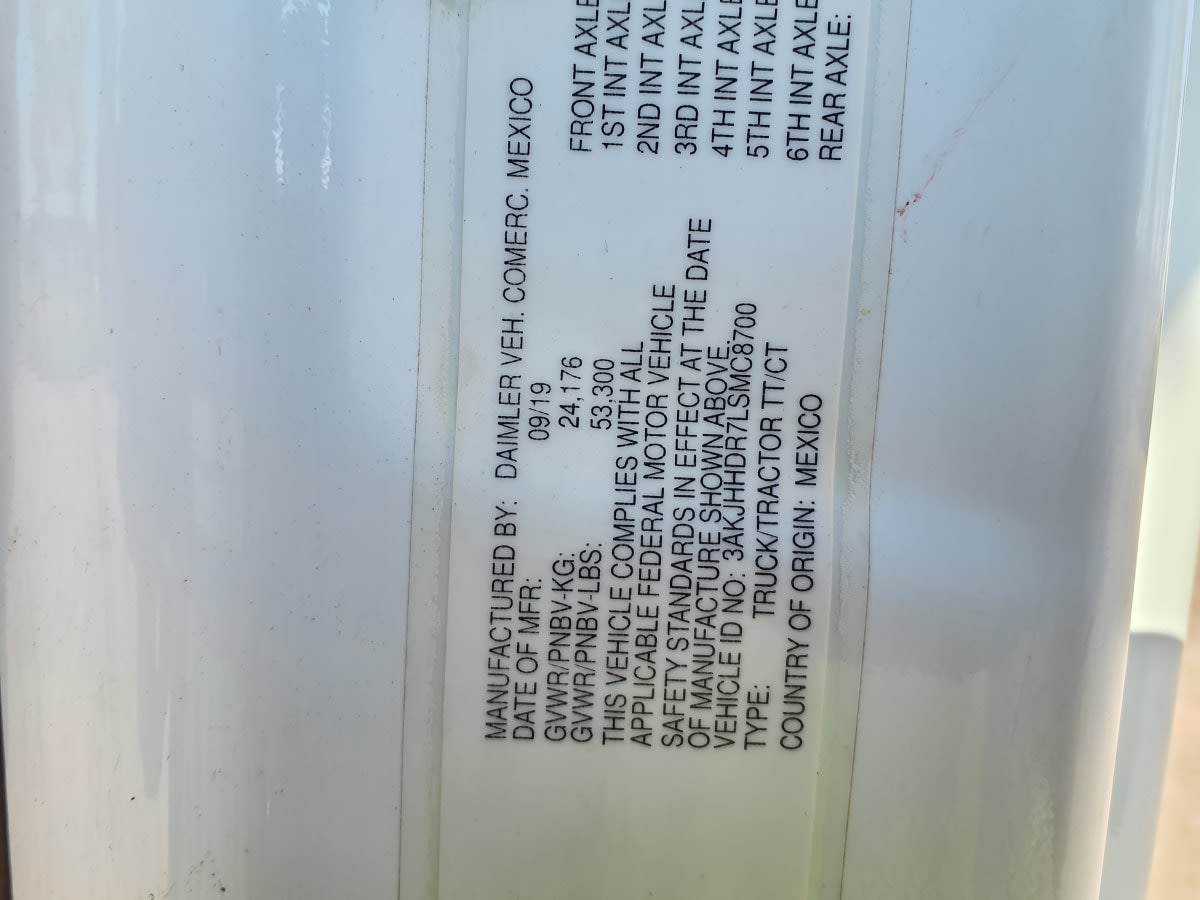 MANUFACTURED BY: DAIMLER VEH. COMERC. MEXICO
DATE OF MFR: 09/19
GVWR/PNBV-KG: 24,176
GVWR/PNBV-LBS: 53,300
THIS VEHICLE COMPLIES WITH ALL
APPLICABLE FEDERAL MOTOR VEHICLE
SAFETY STANDARDS IN EFFECT AT THE DATE
OF MANUFACTURE SHOWN ABOVE.
VEHICLE ID NO: 3AKJHHDR7LSMC8700
TYPE: TRUCK/TRACTOR TT/CT
COUNTRY OF ORIGIN: MEXICO
FRONT AXLE
1ST INT AXL
2ND INT AXL
3RD INT AXL
4TH INT AXLE
5TH INT AXLE
6TH INT AXLE
REAR AXLE: